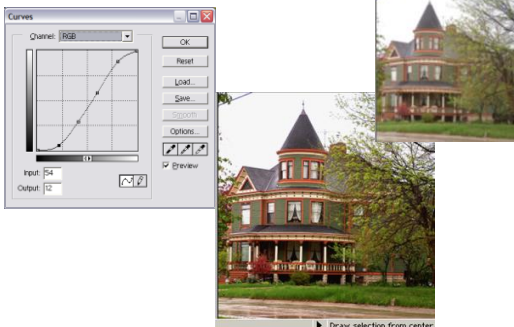 Curves
Channel: RGB
OK
Reset
Load...
Save...
Smooth
Options...
Preview
Input: 54
Output: 12
Draw selection from center